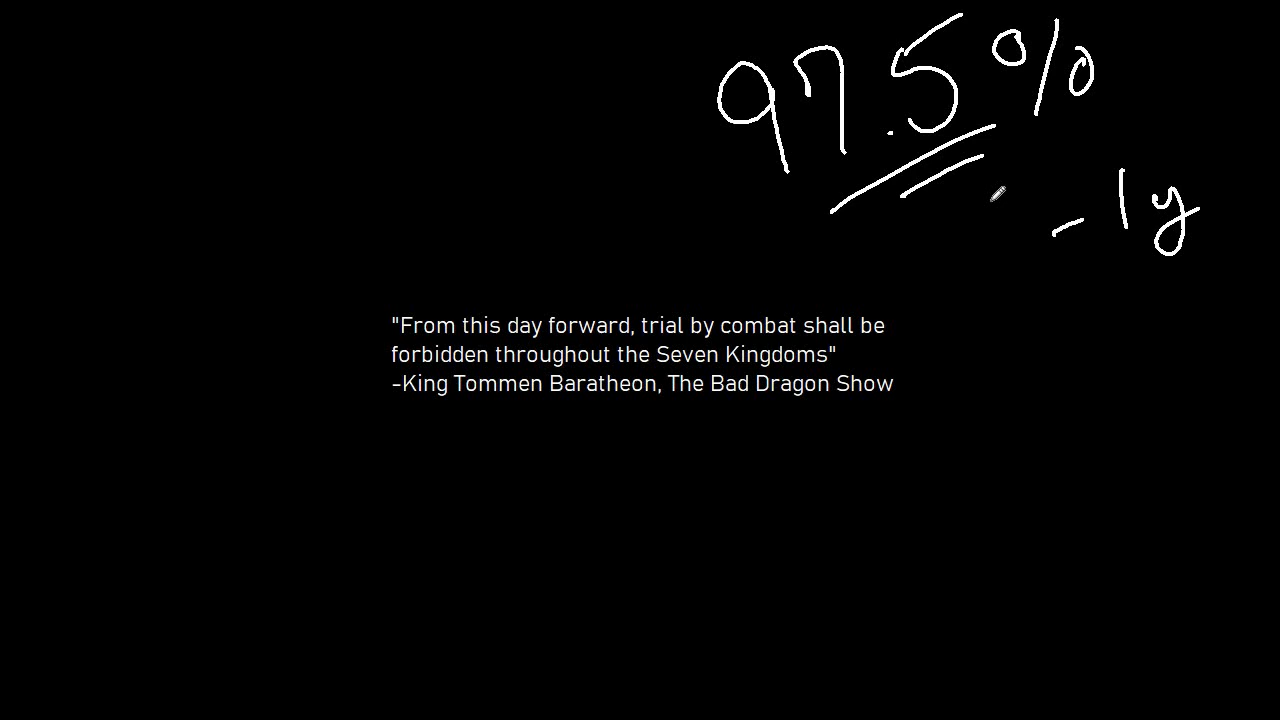 97.5%
- 1y
"From this day forward, trial by combat shall be
forbidden throughout the Seven Kingdoms"
-King Tommen Baratheon, The Bad Dragon Show